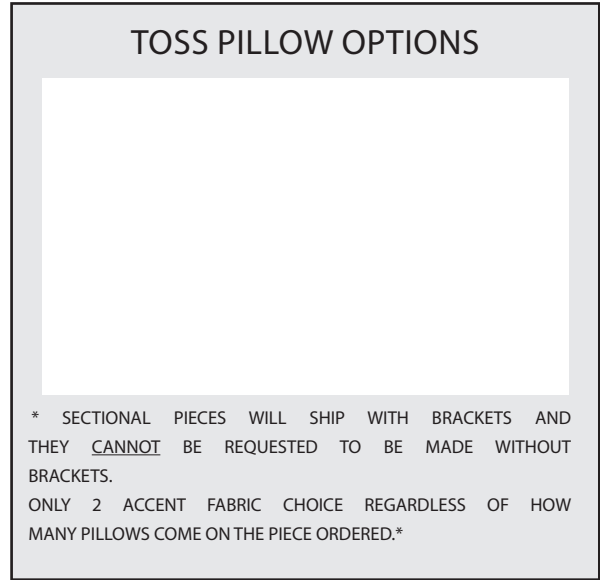 TOSS PILLOW OPTIONS
* SECTIONAL PIECES WILL SHIP WITH BRACKETS AND
THEY CANNOT BE REQUESTED TO BE MADE WITHOUT
BRACKETS.
ONLY 2 ACCENT FABRIC CHOICE REGARDLESS OF HOW
MANY PILLOWS COME ON THE PIECE ORDERED.*